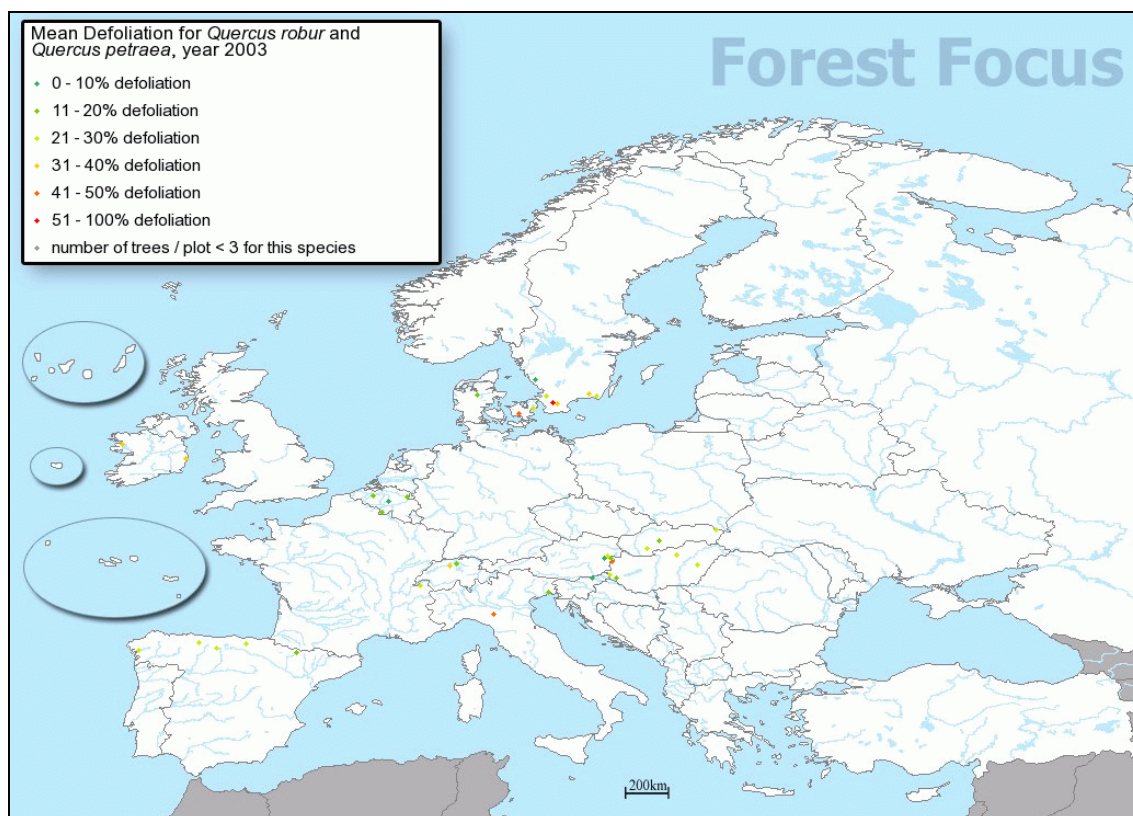 Mean Defoliation for Quercus robur and
Quercus petraea, year 2003
0 - 10% defoliation
11 - 20% defoliation
21 - 30% defoliation
31 - 40% defoliation
41 - 50% defoliation
51 - 100% defoliation
number of trees / plot < 3 for this species
Forest Focus
200km